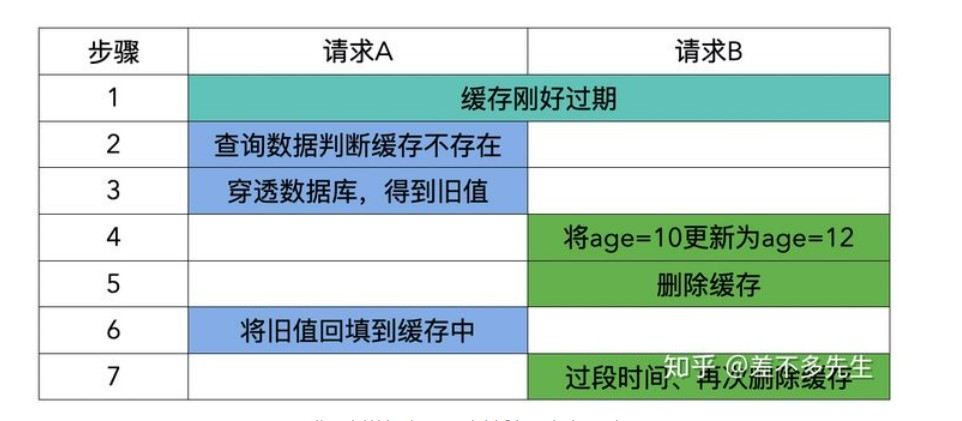 步骤 请求A 请求B
1 缓存刚好过期
2 查询数据判断缓存不存在
3 穿透数据库，得到旧值
4 将age=10更新为age=12
5 删除缓存
6 将旧值回填到缓存中
7 过段时间、再次删除缓存
知乎 @差不多先生